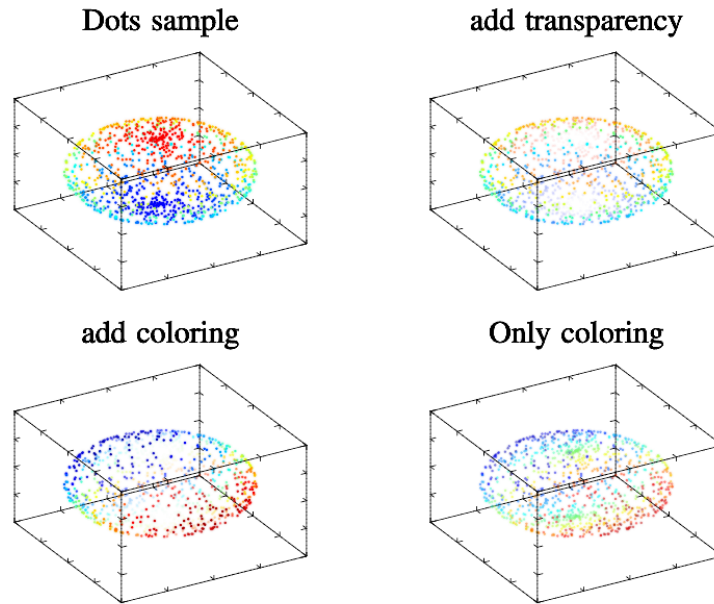 Dots sample
add transparency
add coloring
Only coloring